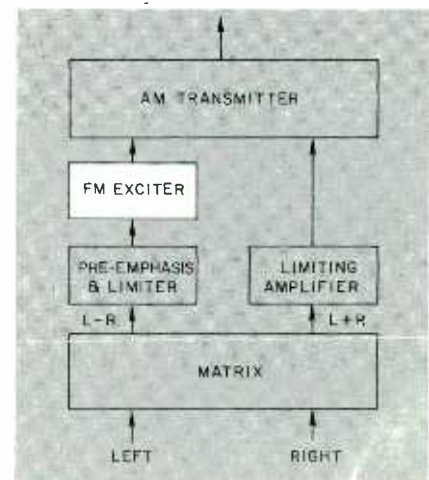 AM TRANSMITTER
FM EXCITER
PRE-EMPHASIS
& LIMITER
LIMITING
AMPLIFIER
L-R
L+R
MATRIX
LEFT
RIGHT